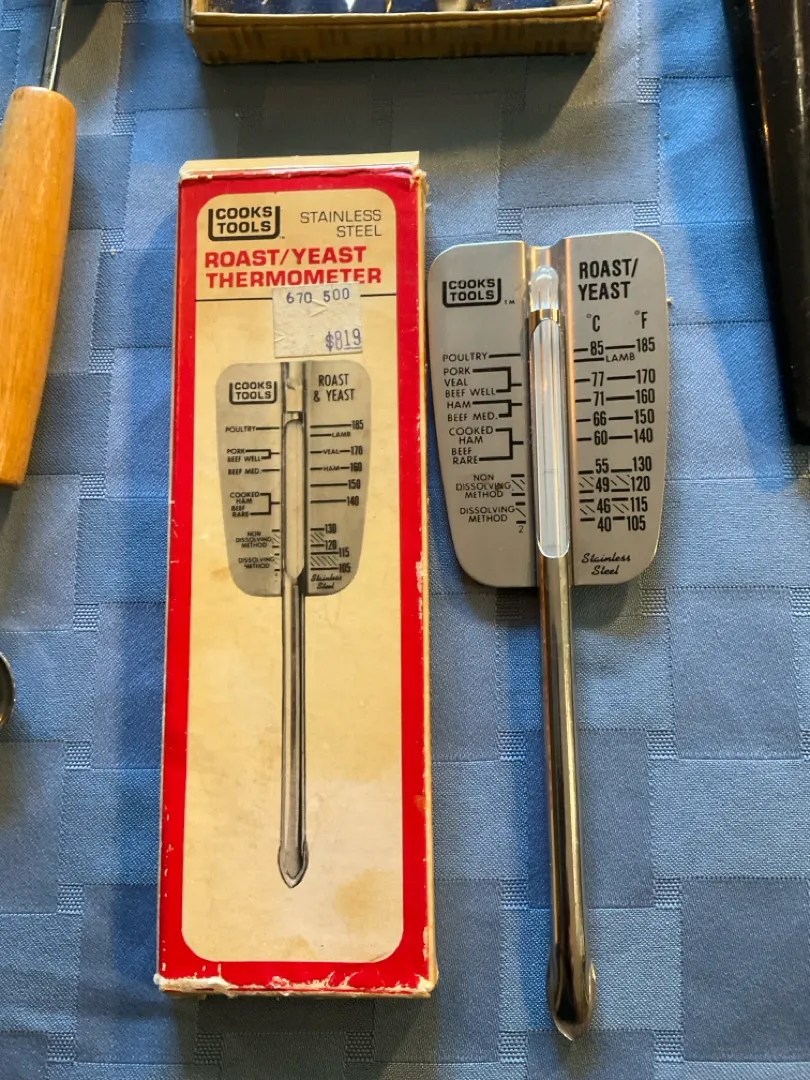 COOKS
TOOLS™
STAINLESS
STEEL
ROAST/YEAST
THERMOMETER
670 500
$819
COOKS
TOOLS
ROAST
& YEAST
POULTRY
185
LAMB
PORK
BEEF WELL
VEAL 170
BEEF MED.
HAM 160
150
COOKED
HAM
BEEF
RARE
140
NON
DISSOLVING
METHOD
130
120
DISSOLVING
METHOD
115
105
Stainless
Steel
COOKS
TOOLS™
ROAST/
YEAST
°C °F
POULTRY
85 185
LAMB
PORK
VEAL
BEEF WELL
77 170
HAM
71 160
BEEF MED.
66 150
COOKED
HAM
60 140
BEEF
RARE
55 130
NON
DISSOLVING
METHOD
49 120
DISSOLVING
METHOD
46 115
2
40 105
Stainless
Steel